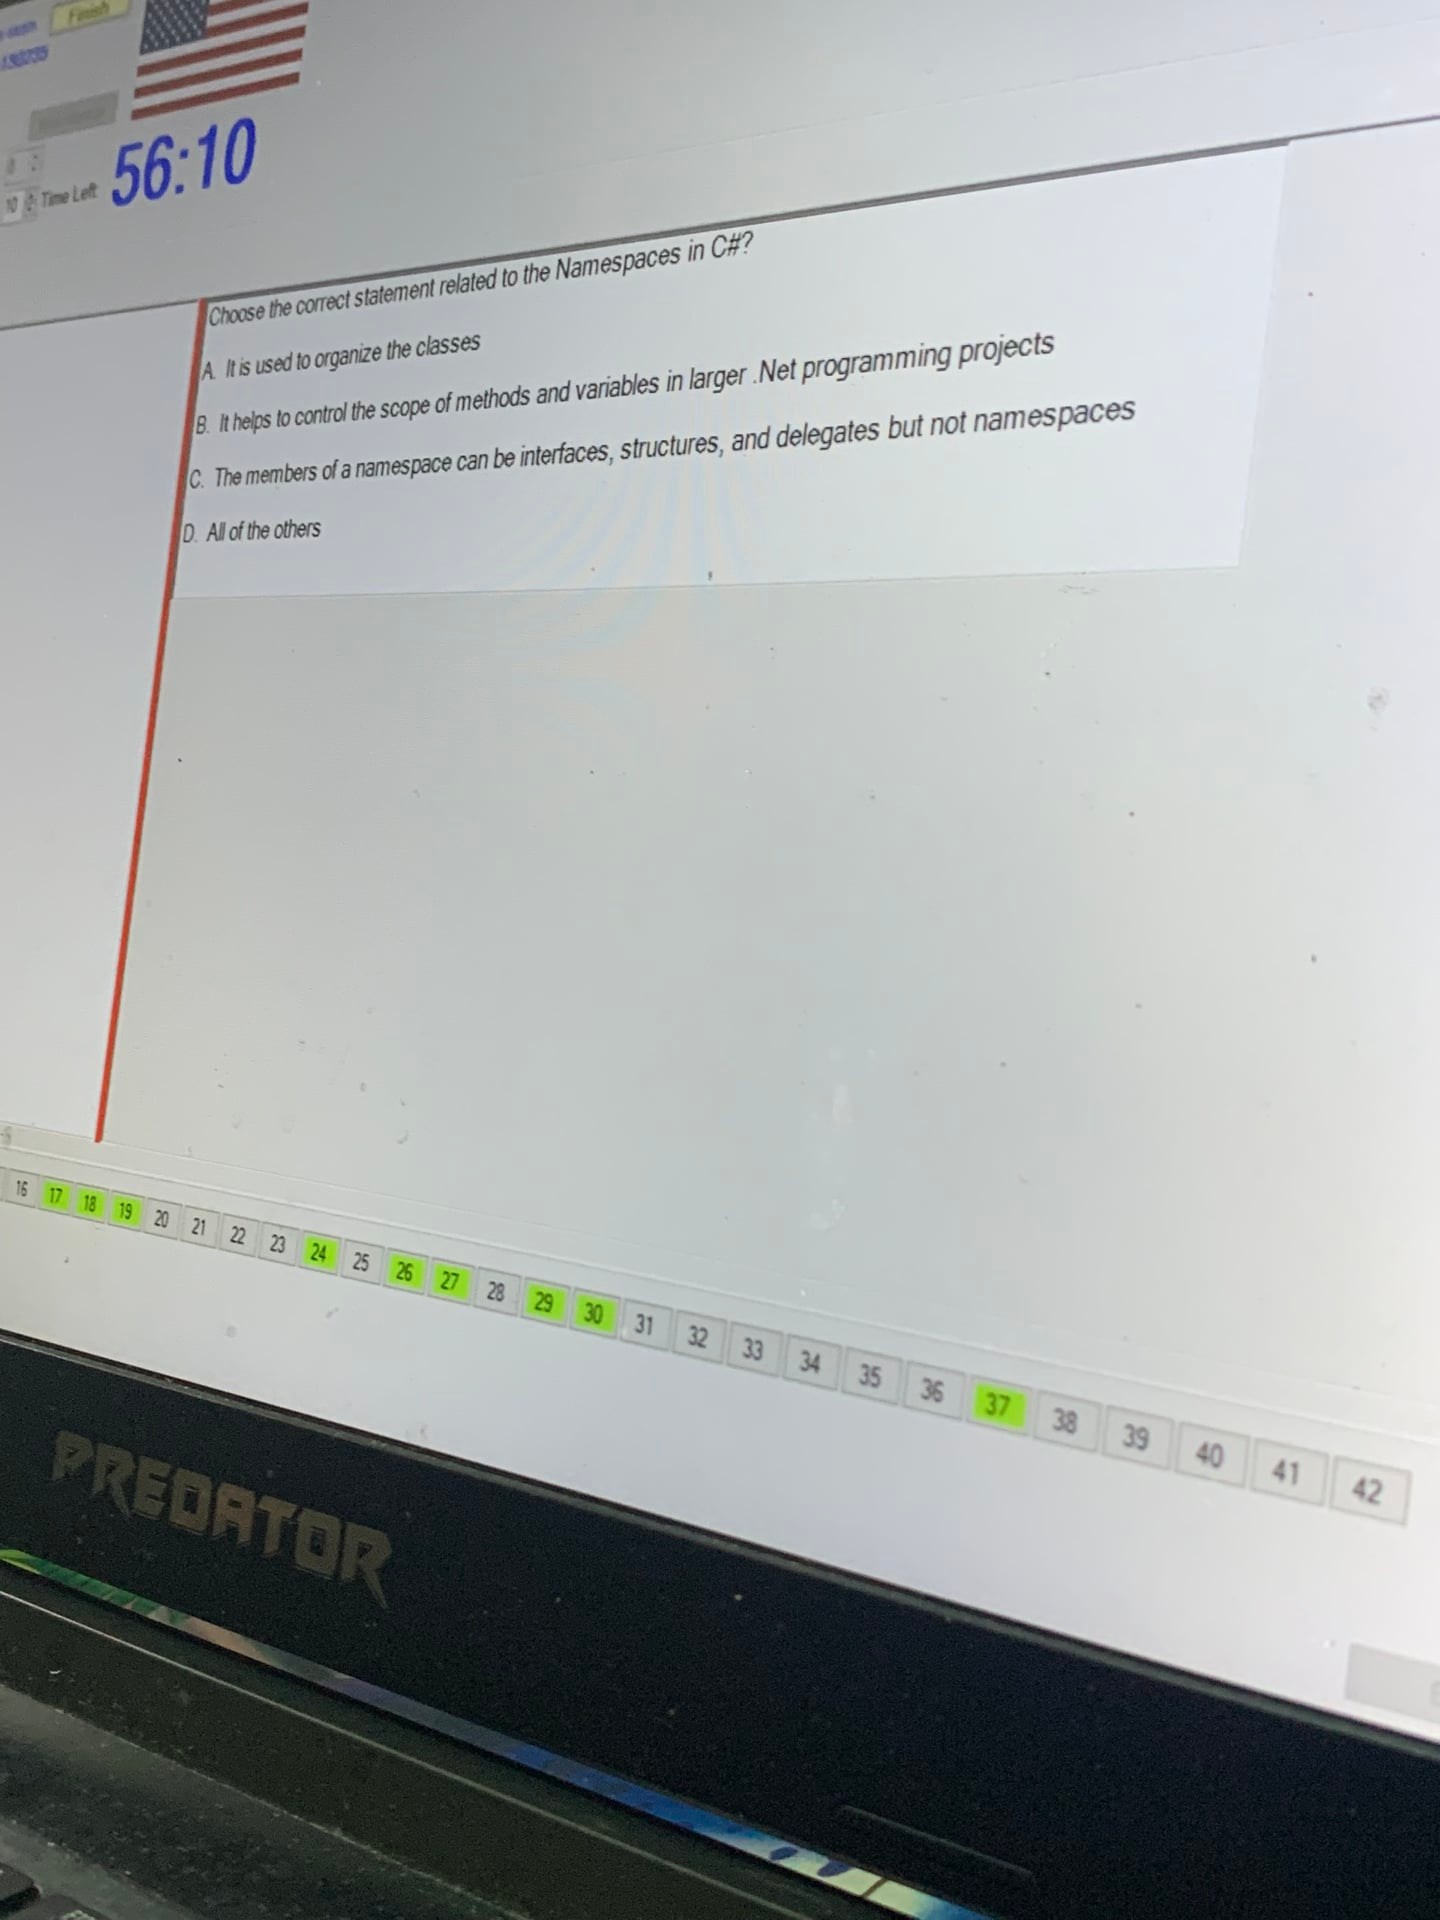 Finish
10 Time Left 56:10
Choose the correct statement related to the Namespaces in C#?
A. It is used to organize the classes
B. It helps to control the scope of methods and variables in larger .Net programming projects
C. The members of a namespace can be interfaces, structures, and delegates but not namespaces
D. All of the others
16 17 18 19 20 21 22 23 24 25 26 27 28 29 30 31 32 33 34 35 36 37 38 39 40 41 42
PREDATOR